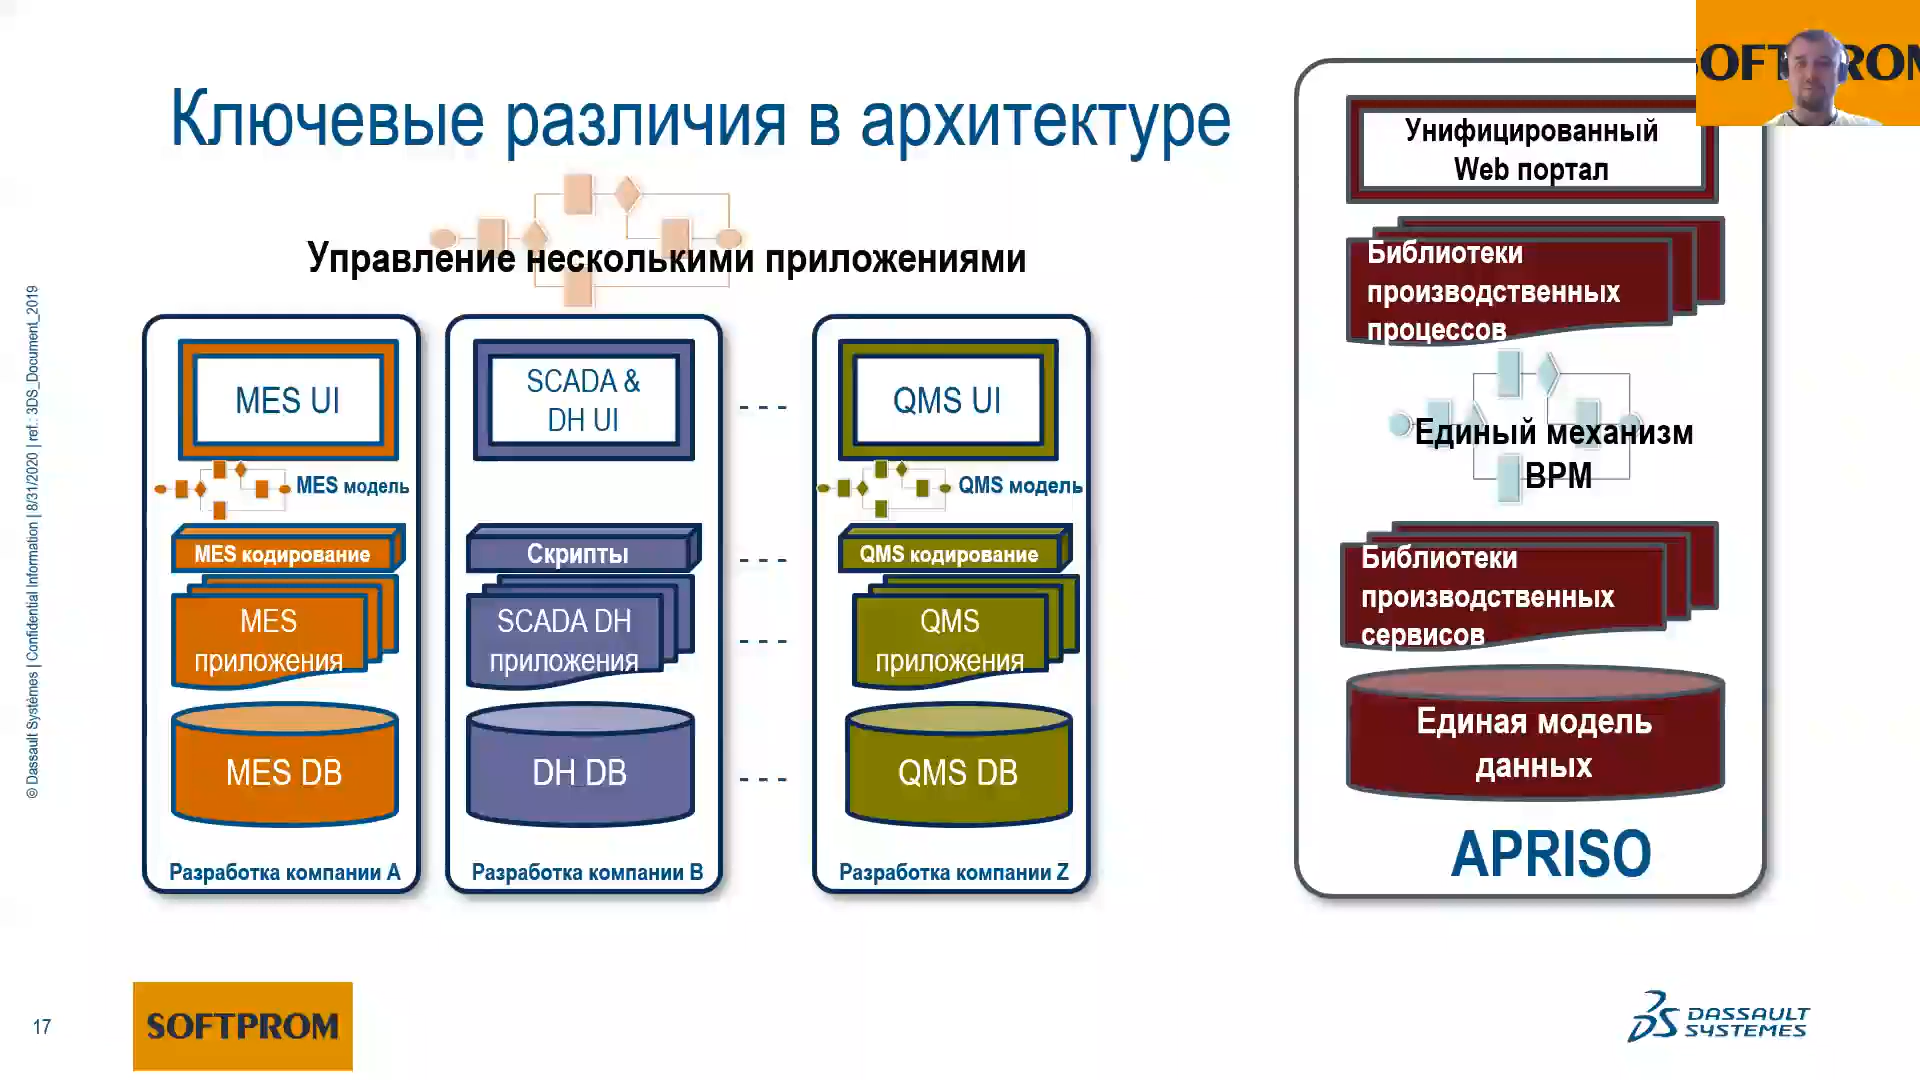 Ключевые различия в архитектуре
Управление несколькими приложениями
MES UI
MES модель
MES кодирование
MES
приложения
MES DB
Разработка компании A
SCADA &
DH UI
Скрипты
SCADA DH
приложения
DH DB
Разработка компании B
QMS UI
QMS модель
QMS кодирование
QMS
приложения
QMS DB
Разработка компании Z
Унифицированный
Web портал
Библиотеки
производственных
процессов
Единый механизм
BPM
Библиотеки
производственных
сервисов
Единая модель
данных
APRISO
© Dassault Systèmes | Confidential Information | 8/31/2020 | ref.: 3DS_Document_2019
17
SOFTPROM
DASSAULT
SYSTEMES